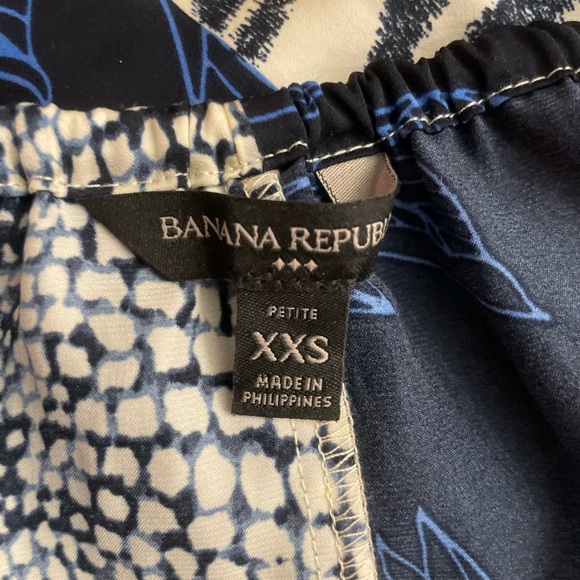 BANANA REPUB
PETITE
XXS
MADE IN
PHILIPPINES